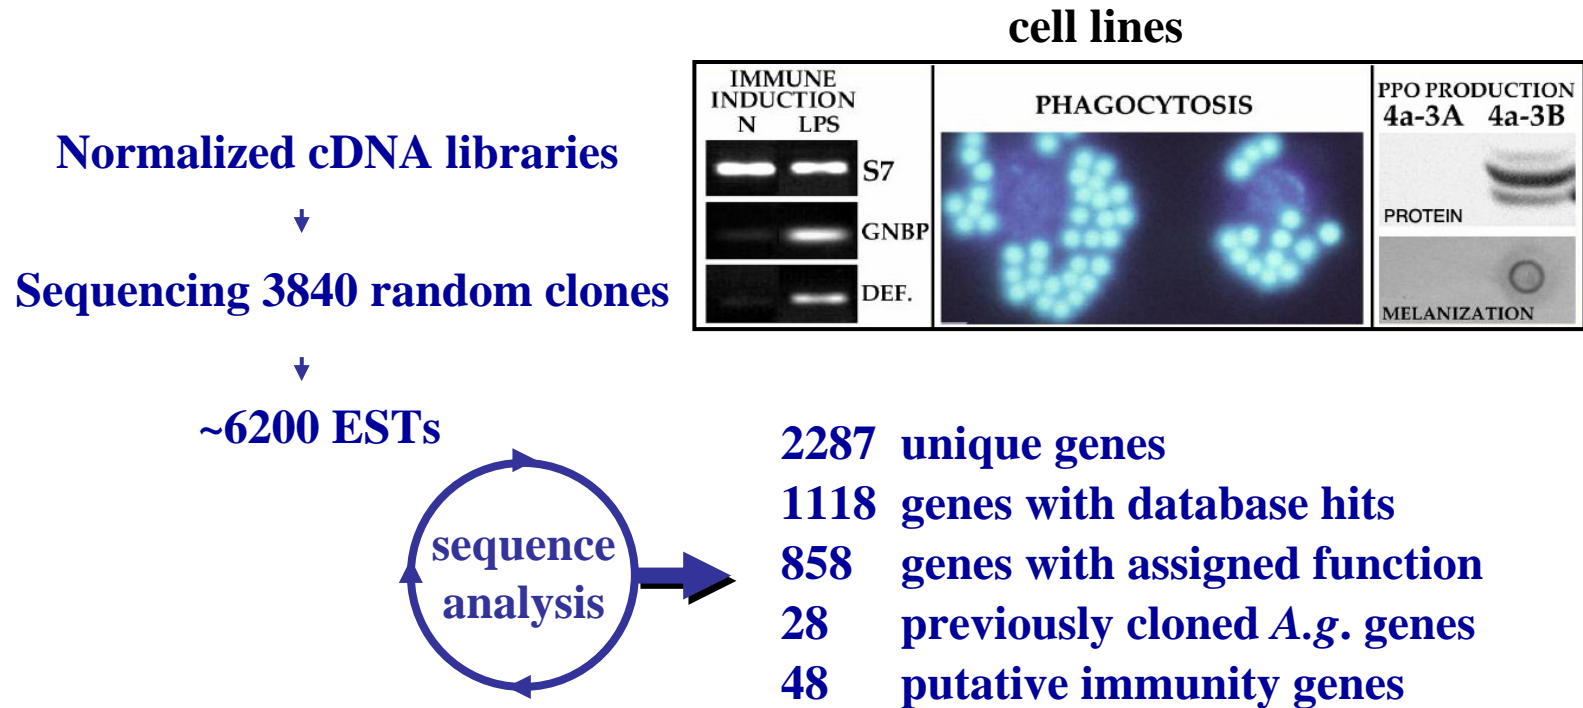 cell lines
IMMUNE
INDUCTION
N LPS
S7
GNBP
DEF.
PHAGOCYTOSIS
PPO PRODUCTION
4a-3A 4a-3B
PROTEIN
MELANIZATION
Normalized cDNA libraries
Sequencing 3840 random clones
~6200 ESTs
sequence
analysis
2287 unique genes
1118 genes with database hits
858 genes with assigned function
28 previously cloned A.g. genes
48 putative immunity genes